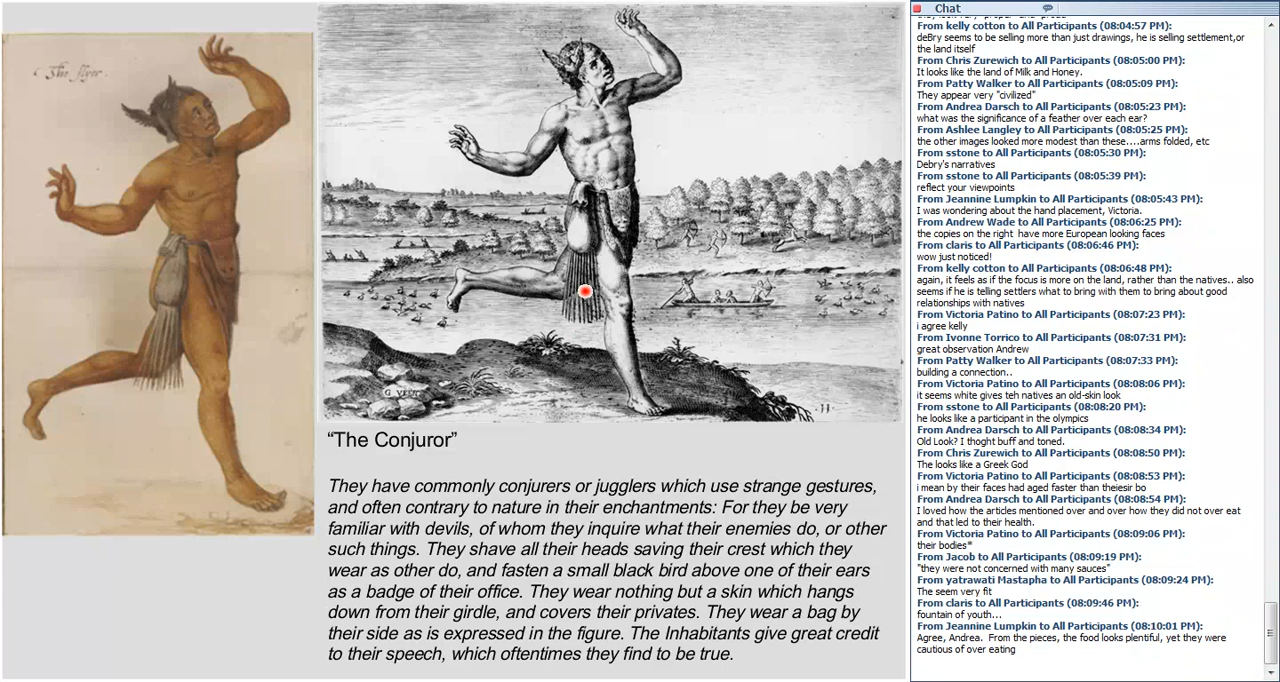 The flyer.
"The Conjuror"
They have commonly conjurers or jugglers which use strange gestures,
and often contrary to nature in their enchantments: For they be very
familiar with devils, of whom they inquire what their enemies do, or other
such things. They shave all their heads saving their crest which they
wear as other do, and fasten a small black bird above one of their ears
as a badge of their office. They wear nothing but a skin which hangs
down from their girdle, and covers their privates. They wear a bag by
their side as is expressed in the figure. The Inhabitants give great credit
to their speech, which oftentimes they find to be true.
Chat
From kelly cotton to All Participants (08:04:57 PM):
deBry seems to be selling more than just drawings, he is selling settlement,or
the land itself
From Chris Zurewich to All Participants (08:05:00 PM):
It looks like the land of Milk and Honey.
From Patty Walker to All Participants (08:05:09 PM):
They appear very "civilized"
From Andrea Darsch to All Participants (08:05:23 PM):
what was the significance of a feather over each ear?
From Ashlee Langley to All Participants (08:05:25 PM):
the other images looked more modest than these....arms folded, etc
From sstone to All Participants (08:05:30 PM):
Debry's narratives
From sstone to All Participants (08:05:39 PM):
reflect your viewpoints
From Jeannine Lumpkin to All Participants (08:05:43 PM):
I was wondering about the hand placement, Victoria.
From Andrew Wade to All Participants (08:06:25 PM):
the copies on the right have more European looking faces
From claris to All Participants (08:06:46 PM):
wow just noticed!
From kelly cotton to All Participants (08:06:48 PM):
again, it feels as if the focus is more on the land, rather than the natives.. also
seems if he is telling settlers what to bring with them to bring about good
relationships with natives
From Victoria Patino to All Participants (08:07:23 PM):
i agree kelly
From Ivonne Torrico to All Participants (08:07:31 PM):
great observation Andrew
From Patty Walker to All Participants (08:07:33 PM):
building a connection..
From Victoria Patino to All Participants (08:08:06 PM):
it seems white gives teh natives an old-skin look
From sstone to All Participants (08:08:20 PM):
he looks like a participant in the olympics
From Andrea Darsch to All Participants (08:08:34 PM):
Old Look? I thoght buff and toned.
From Chris Zurewich to All Participants (08:08:50 PM):
The looks like a Greek God
From Victoria Patino to All Participants (08:08:53 PM):
i mean by their faces had aged faster than theiesir bo
From Andrea Darsch to All Participants (08:08:54 PM):
I loved how the articles mentioned over and over how they did not over eat
and that led to their health.
From Victoria Patino to All Participants (08:09:06 PM):
their bodies*
From Jacob to All Participants (08:09:19 PM):
"they were not concerned with many sauces"
From yatrawati Mastapha to All Participants (08:09:24 PM):
The seem very fit
From claris to All Participants (08:09:46 PM):
fountain of youth...
From Jeannine Lumpkin to All Participants (08:10:01 PM):
Agree, Andrea. From the pieces, the food looks plentiful, yet they were
cautious of over eating